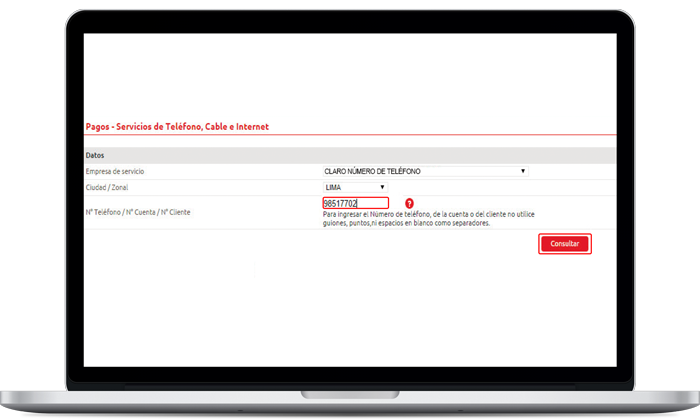 Pagos - Servicios de Teléfono, Cable e Internet
Datos
Empresa de servicio
CLARO NÚMERO DE TELÉFONO
Ciudad / Zonal
LIMA
N° Teléfono / N° Cuenta / N° Cliente
98517702
?
Para ingresar el Número de teléfono, de la cuenta o del cliente no utilice
guiones, puntos,ni espacios en blanco como separadores.
Consultar